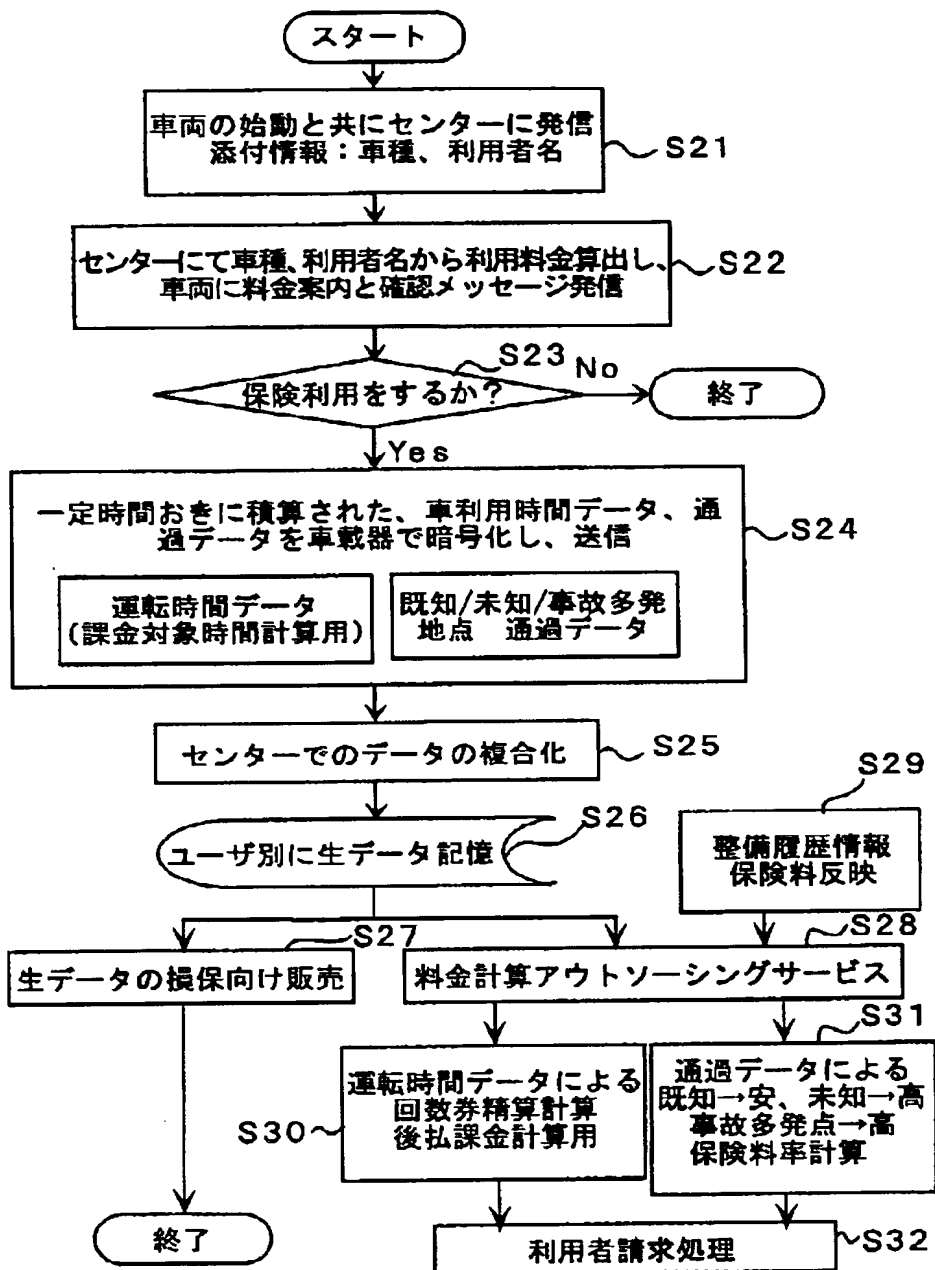 スタート
車両の始動と共にセンターに発信
添付情報：車種、利用者名
S21
センターにて車種、利用者名から利用料金算出し、
車両に料金案内と確認メッセージ発信
S22
S23
保険利用をするか？
No
終了
Yes
一定時間おきに積算された、車利用時間データ、通
過データを車載器で暗号化し、送信
S24
運転時間データ
(課金対象時間計算用)
既知/未知/事故多発
地点　通過データ
センターでのデータの複合化
S25
S29
ユーザ別に生データ記憶
S26
整備履歴情報
保険料反映
S27
S28
生データの損保向け販売
料金計算アウトソーシングサービス
S31
運転時間データによる
回数券精算計算
後払課金計算用
S30
通過データによる
既知→安、未知→高
事故多発点→高
保険料率計算
終了
利用者請求処理
S32